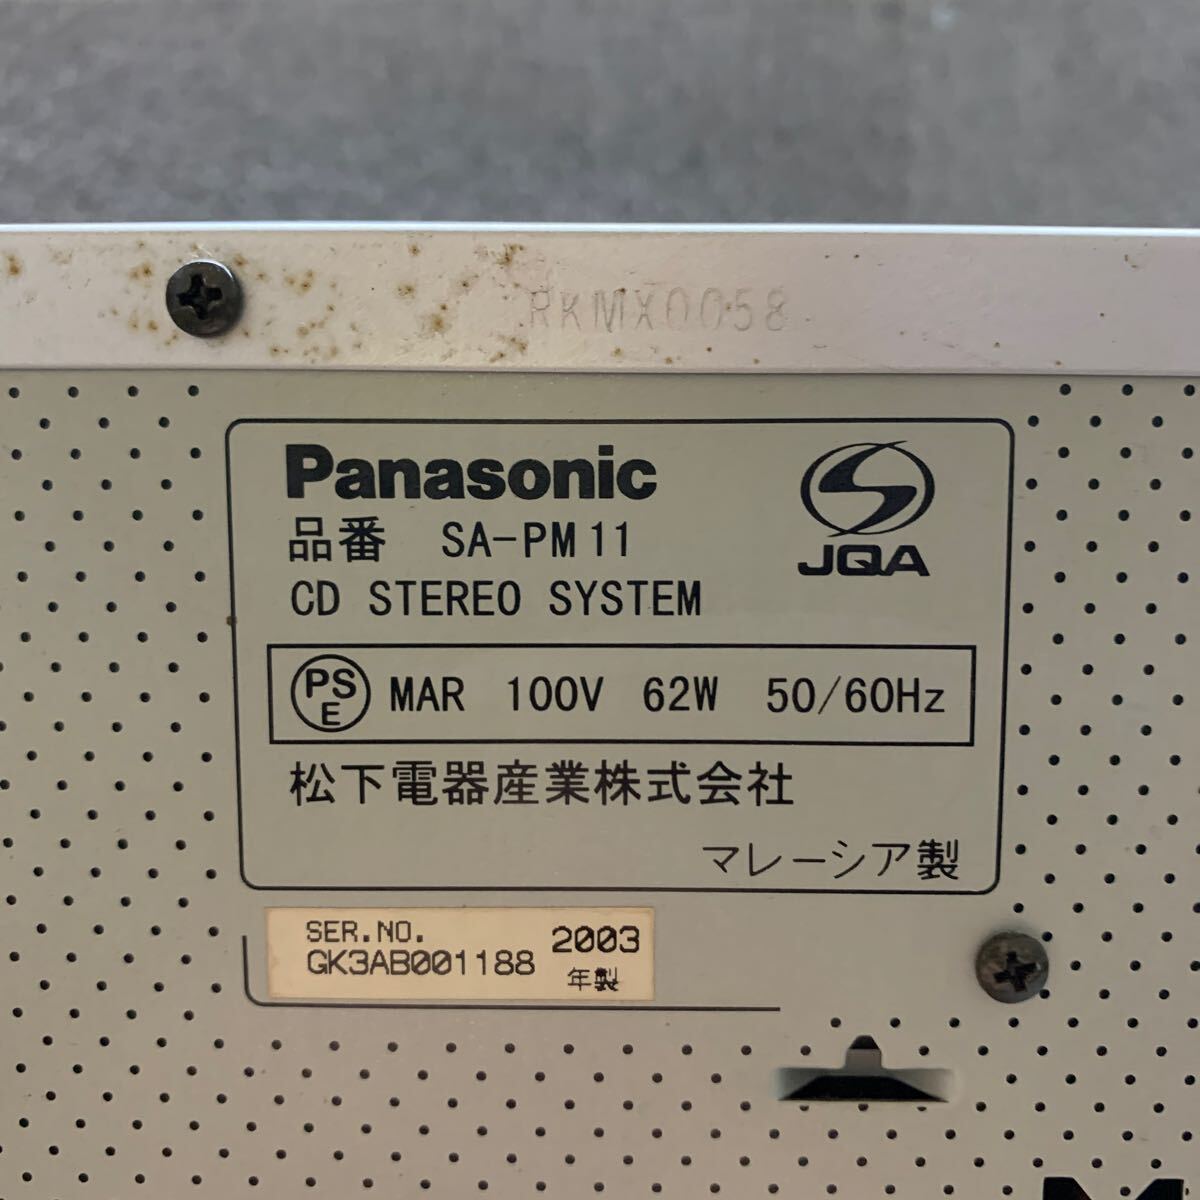 RKMX0058
Panasonic
品番 SA-PM11
JQA
CD STEREO SYSTEM
PSE MAR 100V 62W 50/60Hz
松下電器産業株式会社
マレーシア製
SER.NO.
GK3AB001188
2003
年製